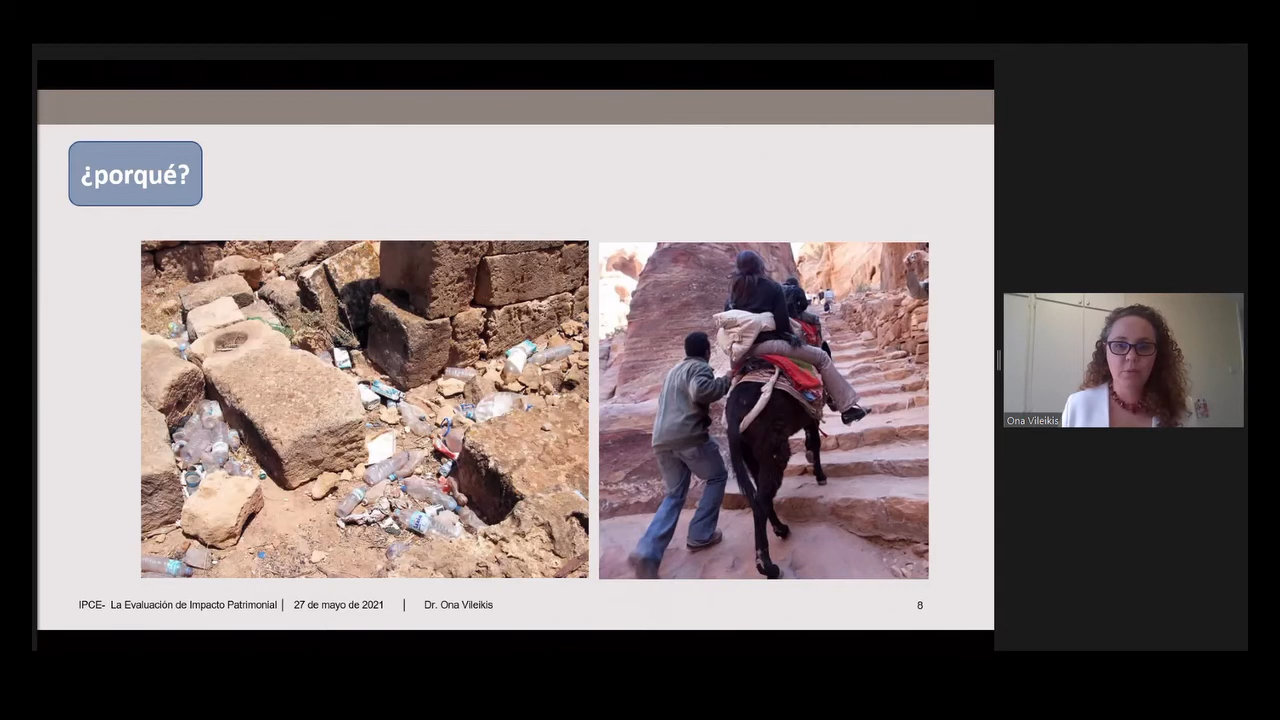 ¿porqué?
IPCE- La Evaluación de Impacto Patrimonial | 27 de mayo de 2021 | Dr. Ona Vileikis
8
Ona Vileikis